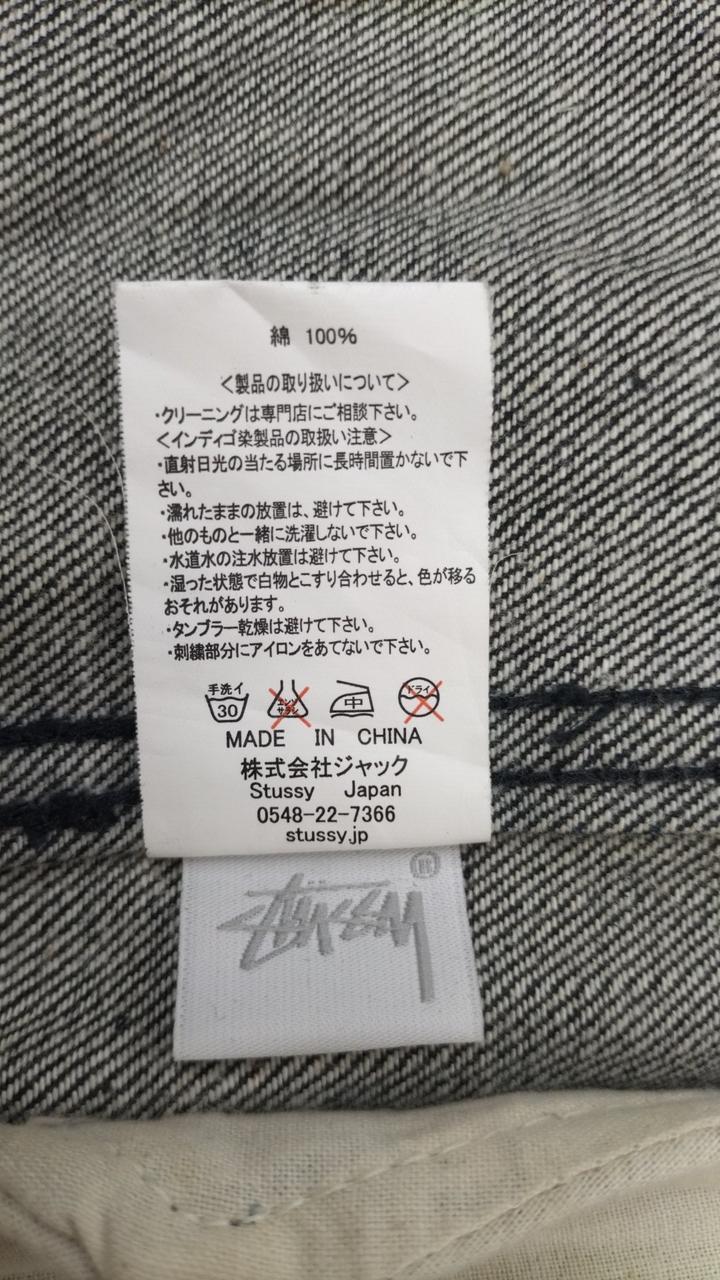 綿 100%
＜製品の取り扱いについて＞
・クリーニングは専門店にご相談下さい。
＜インディゴ染製品の取扱い注意＞
・直射日光の当たる場所に長時間置かないで下
さい。
・濡れたままの放置は、避けて下さい。
・他のものと一緒に洗濯しないで下さい。
・水道水の注水放置は避けて下さい。
・湿った状態で白物とこすり合わせると、色が移る
おそれがあります。
・タンブラー乾燥は避けて下さい。
・刺繍部分にアイロンをあてないで下さい。
手洗イ
30
エンソ
サラシ
中
ドライ
MADE IN CHINA
株式会社ジャック
Stussy Japan
0548-22-7366
stussy.jp
®
STÜSSY